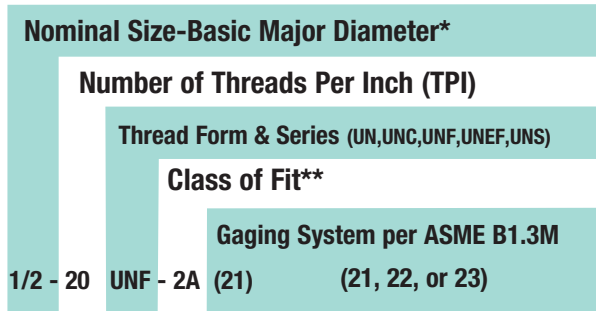 Nominal Size-Basic Major Diameter*
Number of Threads Per Inch (TPI)
Thread Form & Series (UN,UNC,UNF,UNEF,UNS)
Class of Fit**
Gaging System per ASME B1.3M
1/2 - 20 UNF - 2A (21) (21, 22, or 23)